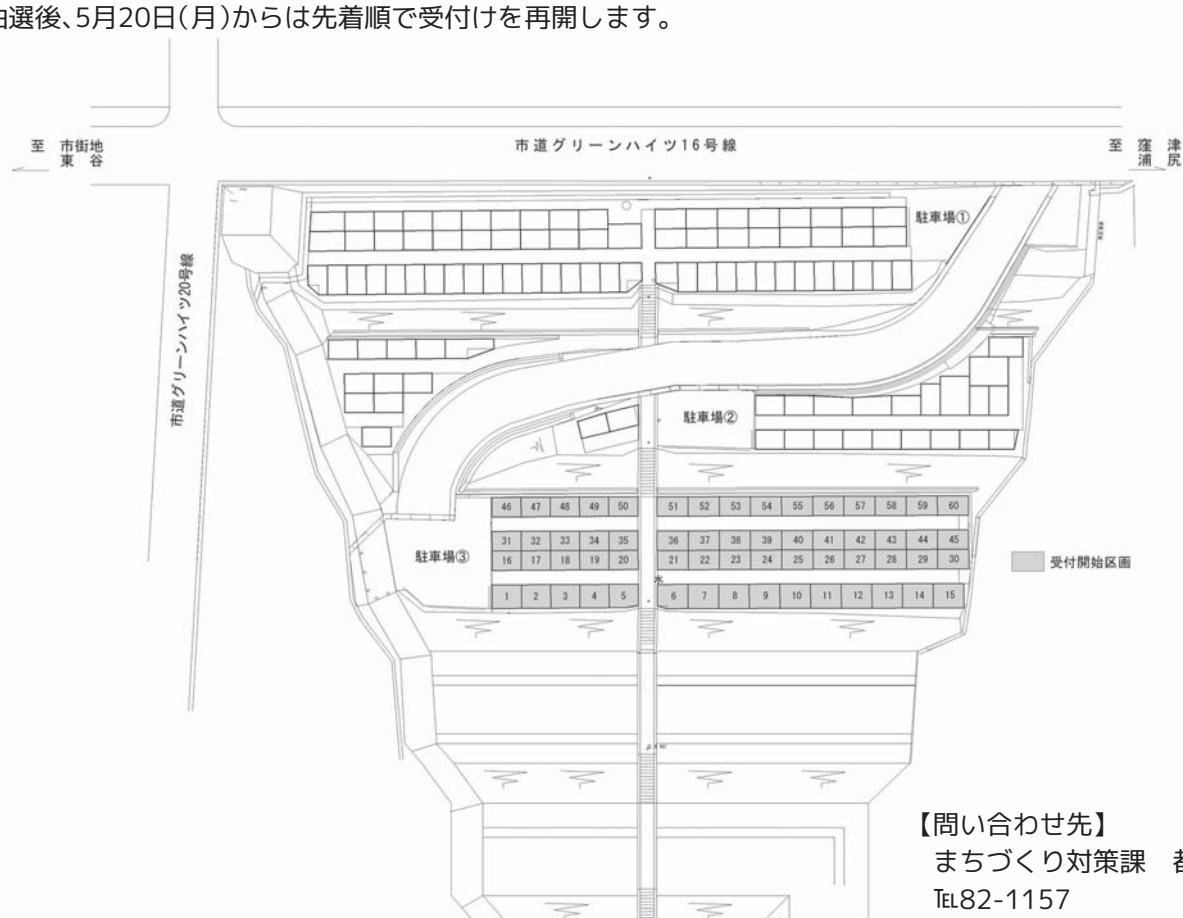 抽選後、5月20日(月)からは先着順で受付けを再開します。
至 市街地
東 谷
市道グリーンハイツ16号線
至 窪 津
浦 尻
駐車場①
市道グリーンハイツ20号線
駐車場②
46 47 48 49 50 51 52 53 54 55 56 57 58 59 60
31 32 33 34 35 36 37 38 39 40 41 42 43 44 45
駐車場③
16 17 18 19 20 21 22 23 24 25 26 27 28 29 30
受付開始区画
水
1 2 3 4 5 6 7 8 9 10 11 12 13 14 15
【問い合わせ先】
まちづくり対策課 都
℡82-1157